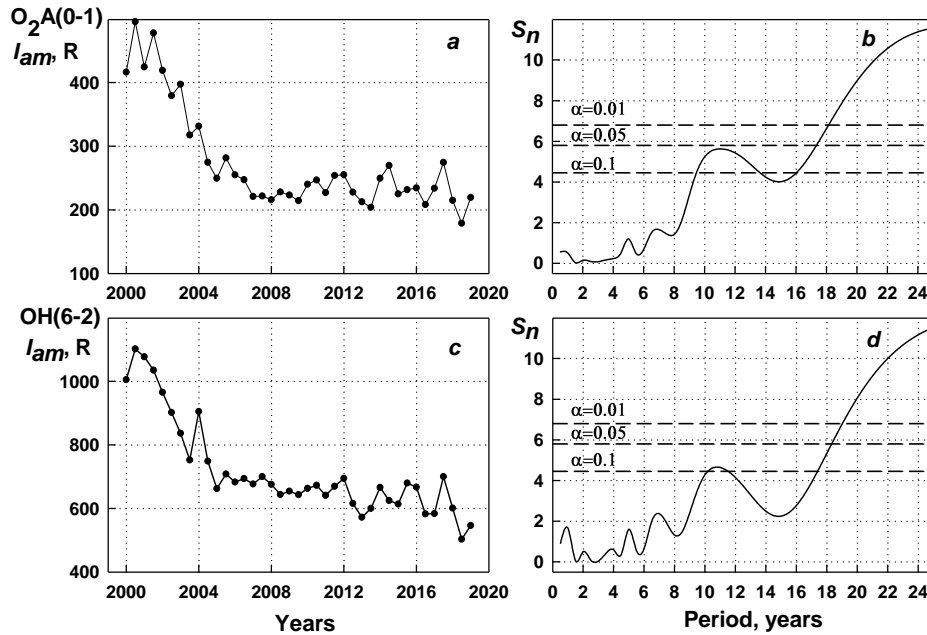 O2A(0-1)
Iam, R
400
300
200
100
2000 2004 2008 2012 2016 2020
a
Sn
10
8
6
4
2
0
α=0.01
α=0.05
α=0.1
0 2 4 6 8 10 12 14 16 18 20 22 24
b
OH(6-2)
Iam, R
1000
800
600
400
2000 2004 2008 2012 2016 2020
Years
c
Sn
10
8
6
4
2
0
α=0.01
α=0.05
α=0.1
0 2 4 6 8 10 12 14 16 18 20 22 24
Period, years
d